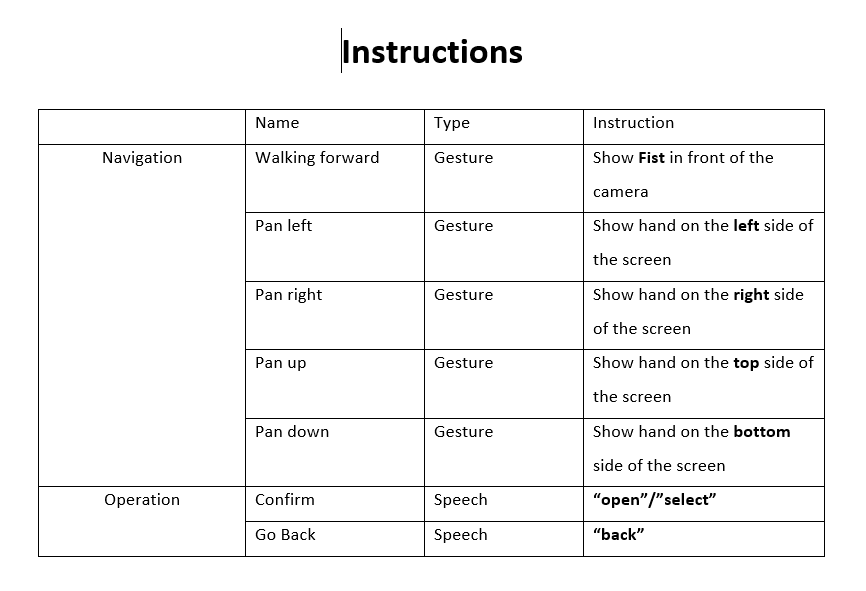 Instructions
Name Type Instruction
Navigation Walking forward Gesture Show Fist in front of the
camera
Pan left Gesture Show hand on the left side of
the screen
Pan right Gesture Show hand on the right side
of the screen
Pan up Gesture Show hand on the top side of
the screen
Pan down Gesture Show hand on the bottom
side of the screen
Operation Confirm Speech “open”/”select”
Go Back Speech “back”